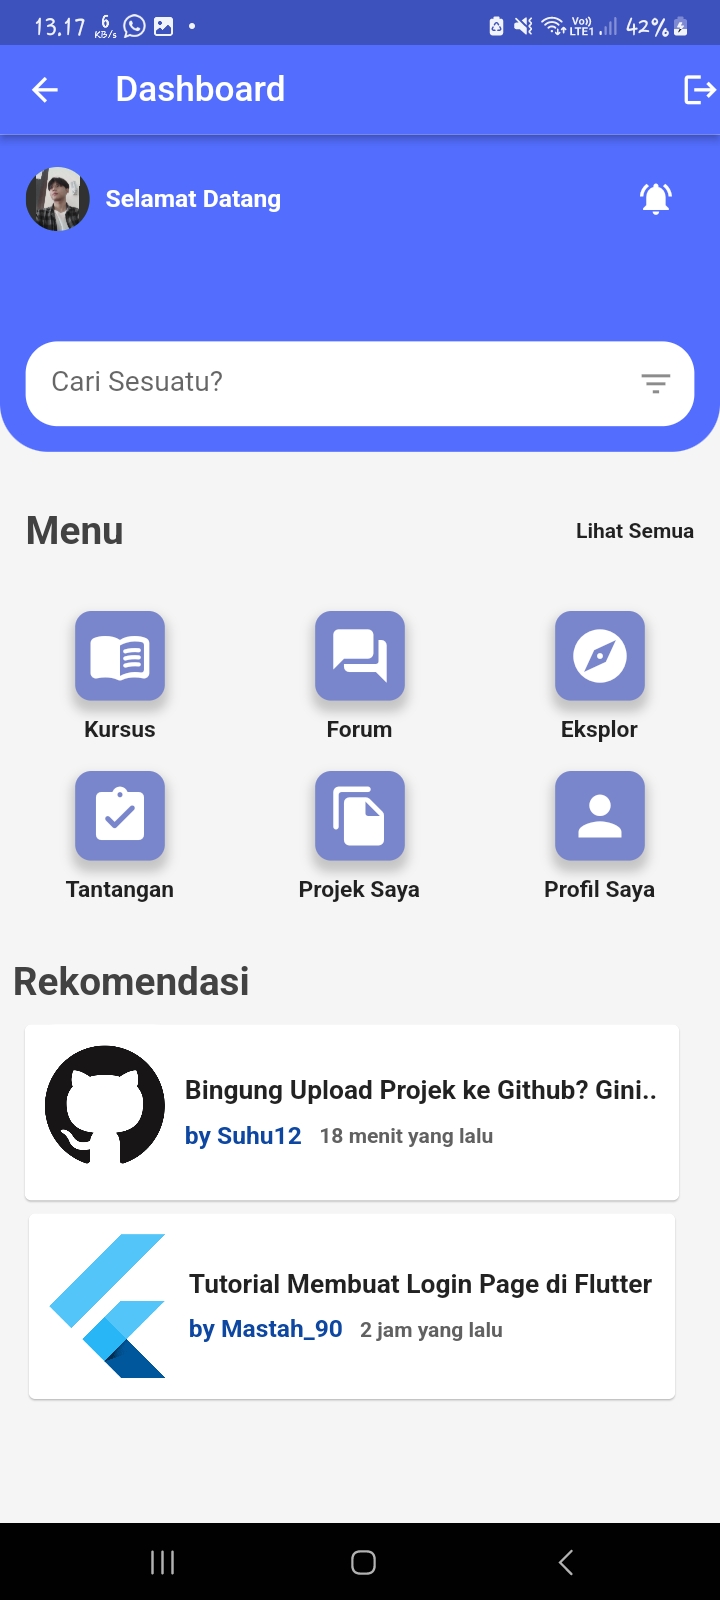 13.17 6 KB/s Vo)) LTE1 42%
Dashboard
Selamat Datang
Cari Sesuatu?
Menu Lihat Semua
Kursus Forum Eksplor
Tantangan Projek Saya Profil Saya
Rekomendasi
Bingung Upload Projek ke Github? Gini..
by Suhu12 18 menit yang lalu
Tutorial Membuat Login Page di Flutter
by Mastah_90 2 jam yang lalu